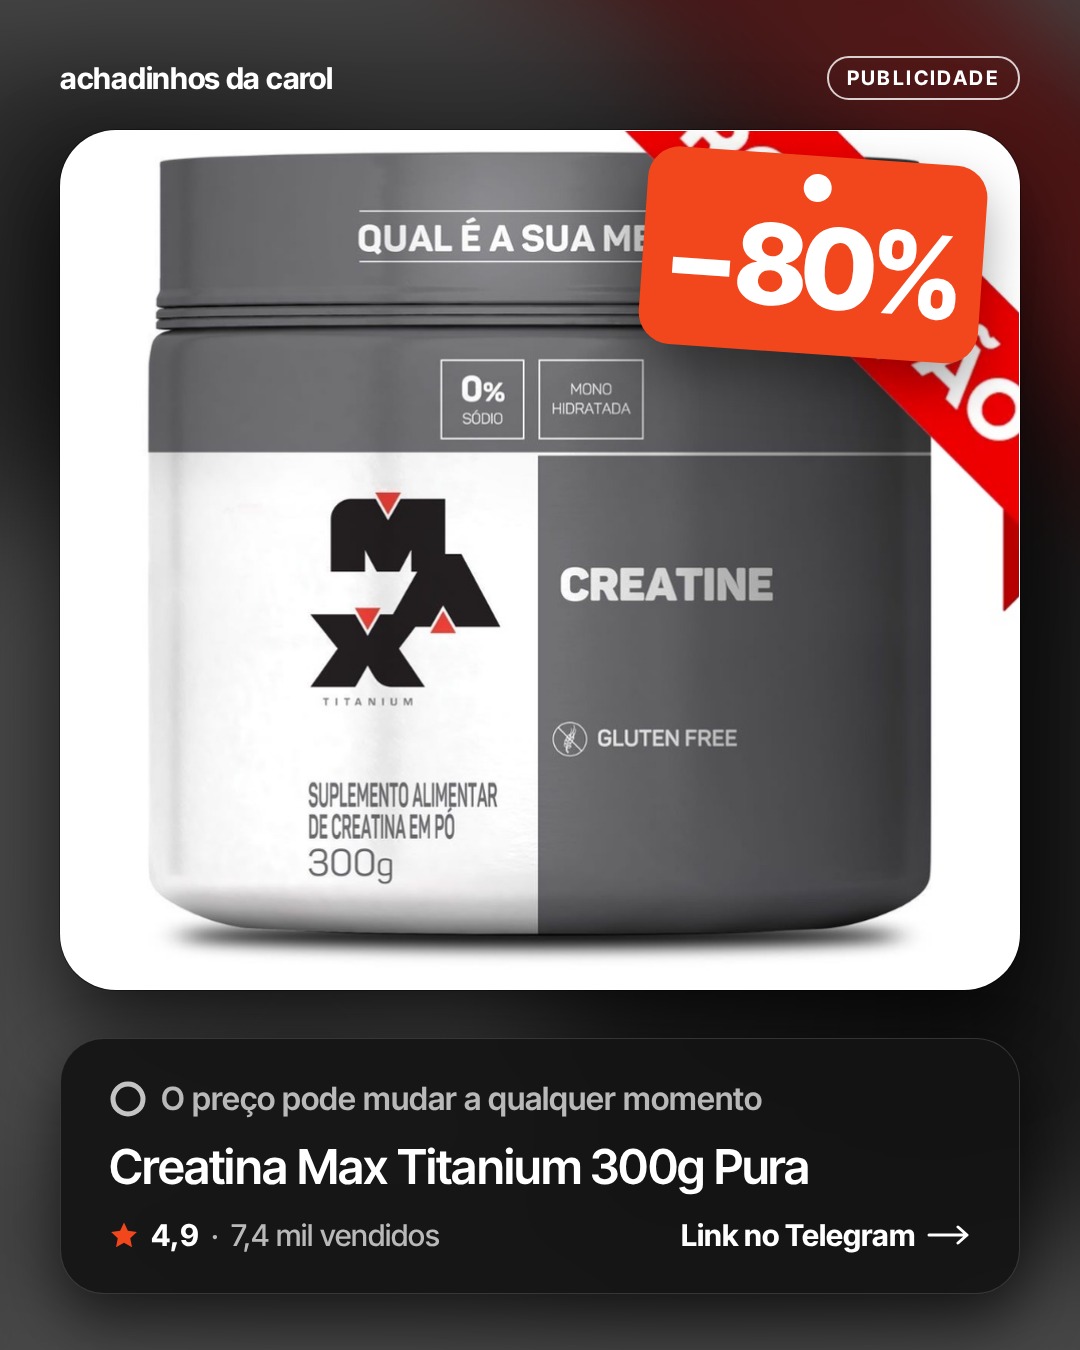 achadinhos da carol
PUBLICIDADE
QUAL É A SUA
−80%
0%
SÓDIO
MONO
HIDRATADA
MAX
TITANIUM
CREATINE
GLUTEN FREE
SUPLEMENTO ALIMENTAR
DE CREATINA EM PÓ
300g
O preço pode mudar a qualquer momento
Creatina Max Titanium 300g Pura
4,9 · 7,4 mil vendidos
Link no Telegram →